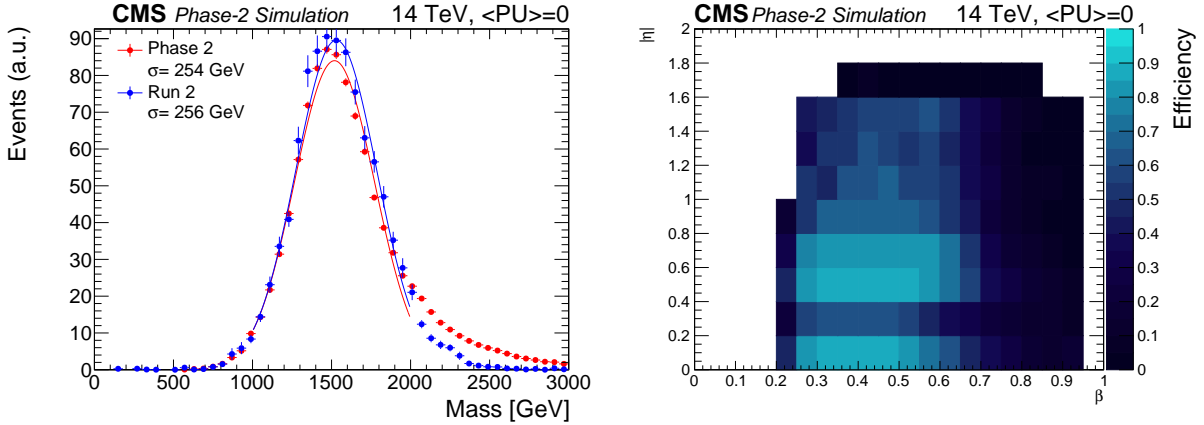 CMS Phase-2 Simulation 14 TeV, <PU>=0
Events (a.u.)
90
80
70
60
50
40
30
20
10
0
Phase 2
σ= 254 GeV
Run 2
σ= 256 GeV
0 500 1000 1500 2000 2500 3000
Mass [GeV]
CMS Phase-2 Simulation 14 TeV, <PU>=0
|η|
2
1.8
1.6
1.4
1.2
1
0.8
0.6
0.4
0.2
0
0 0.1 0.2 0.3 0.4 0.5 0.6 0.7 0.8 0.9 1
β
1
0.9
0.8
0.7
0.6
0.5
0.4
0.3
0.2
0.1
0
Efficiency